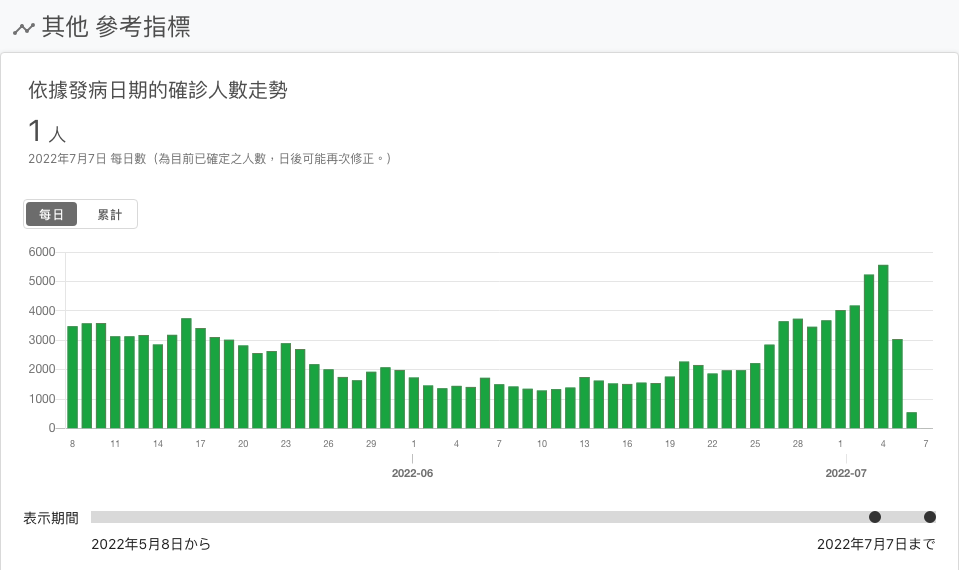 其他 參考指標
依據發病日期的確診人數走勢
1 人
2022年7月7日 每日數（為目前已確定之人數，日後可能再次修正。）
每日 累計
6000
5000
4000
3000
2000
1000
0
8 11 14 17 20 23 26 29 1 4 7 10 13 16 19 22 25 28 1 4 7
2022-06 2022-07
表示期間
2022年5月8日から 2022年7月7日まで